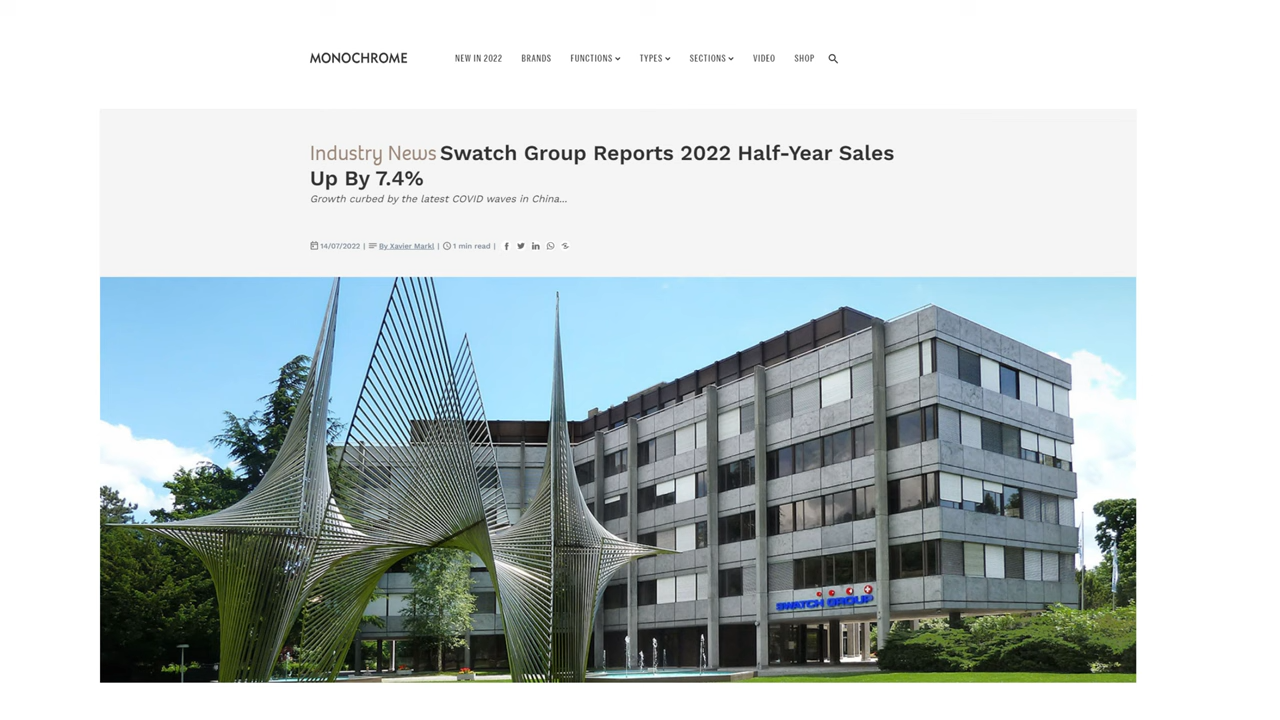 MONOCHROME NEW IN 2022 BRANDS FUNCTIONS TYPES SECTIONS VIDEO SHOP
Industry News Swatch Group Reports 2022 Half-Year Sales
Up By 7.4%
Growth curbed by the latest COVID waves in China...
14/07/2022 | By Xavier Markl | 1 min read |
SWATCH GROUP